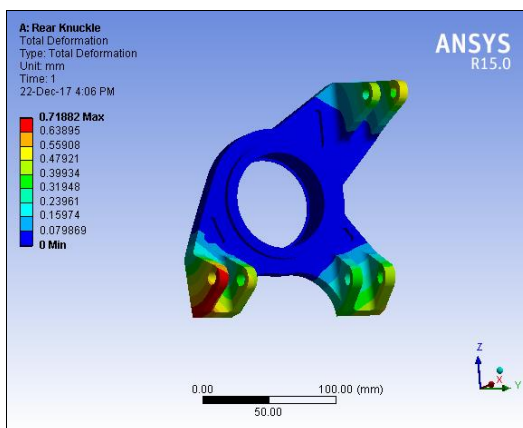 A: Rear Knuckle
Total Deformation
Type: Total Deformation
Unit: mm
Time: 1
22-Dec-17 4:06 PM
ANSYS
R15.0
0.71882 Max
0.63895
0.55908
0.47921
0.39934
0.31948
0.23961
0.15974
0.079869
0 Min
0.00
100.00 (mm)
50.00
Z
X
Y